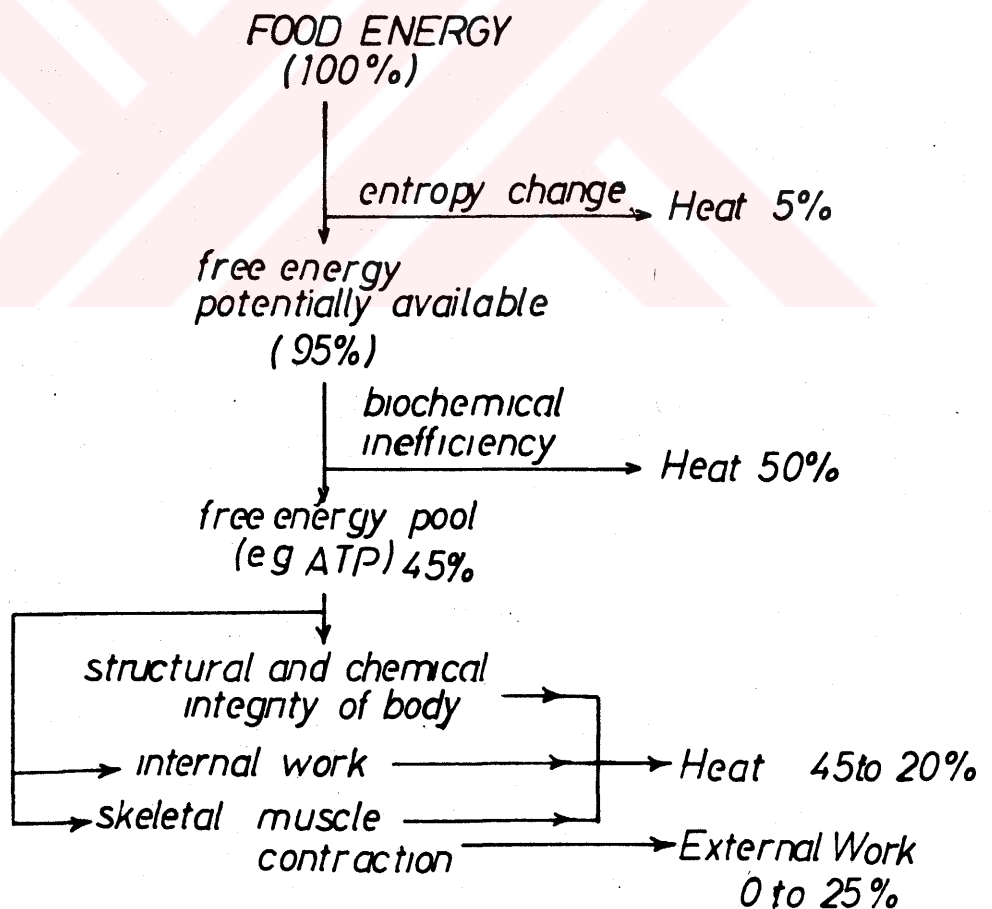 FOOD ENERGY
(100%)
entropy change
Heat 5%
free energy
potentially available
(95%)
biochemical
inefficiency
Heat 50%
free energy pool
(eg ATP) 45%
structural and chemical
integrity of body
internal work
Heat 45to 20%
skeletal muscle
contraction
External Work
0 to 25%